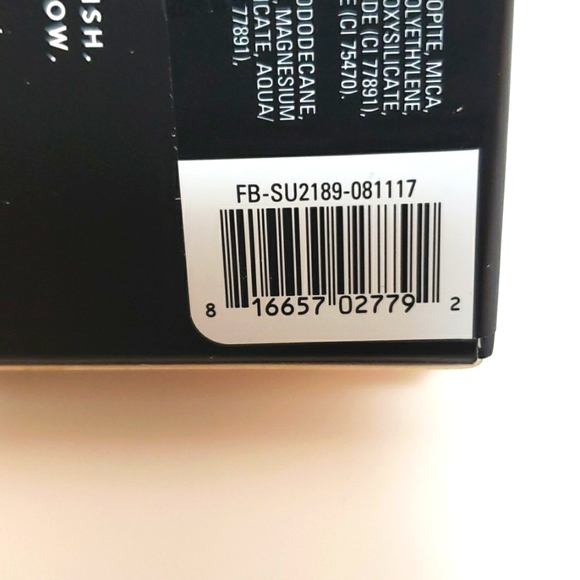 OPITE, MICA,
OLYETHYLENE,
OXYSILICATE,
DE (CI 77891),
E (CI 75470).
ODODECANE,
, MAGNESIUM
ICATE, AQUA/
77891),
ISH,
OW,
FB-SU2189-081117
8 16657 02779 2